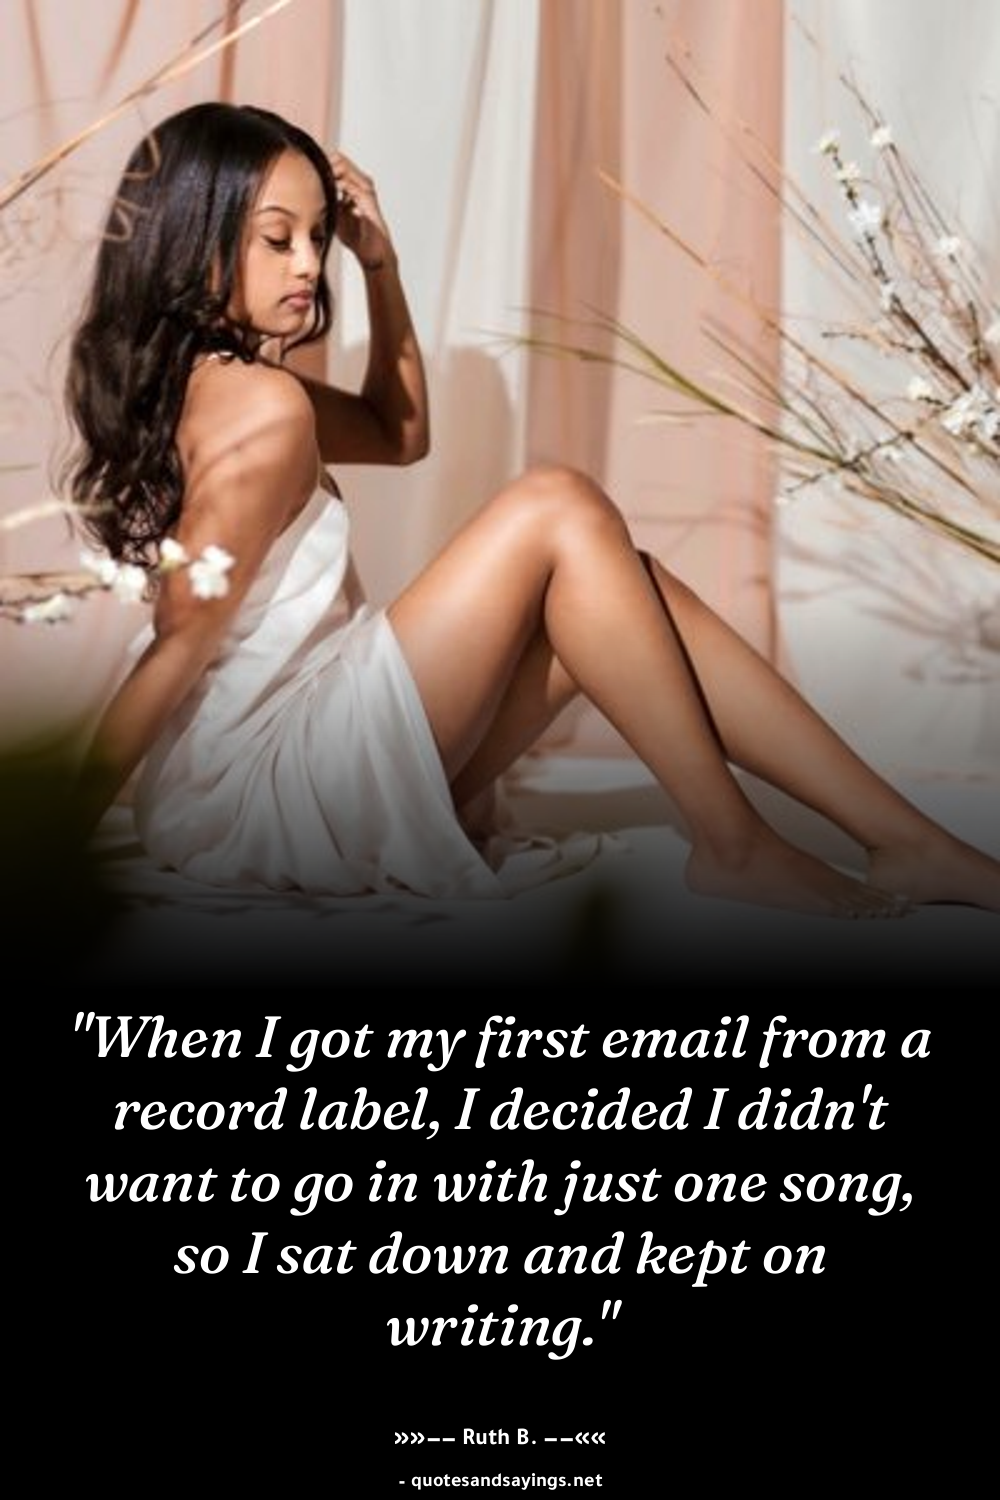 "When I got my first email from a
record label, I decided I didn't
want to go in with just one song,
so I sat down and kept on
writing."
»»–– Ruth B. ––««
- quotesandsayings.net